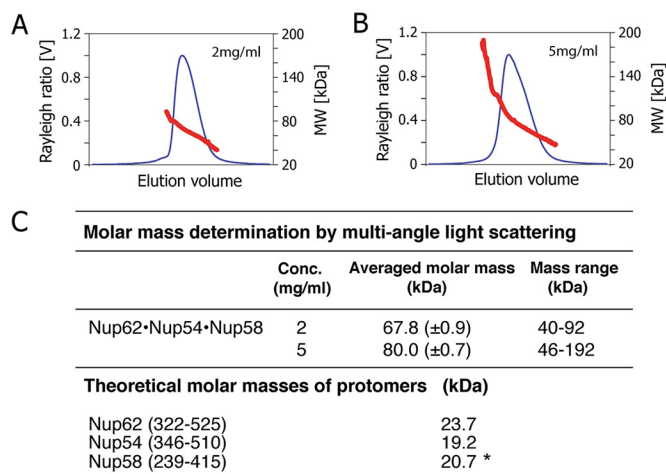 A
B
1.2
0.8
0.4
0
Rayleigh ratio [V]
2mg/ml
200
140
80
20
MW [kDa]
Elution volume
1.2
0.8
0.4
0
Rayleigh ratio [V]
5mg/ml
200
140
80
20
MW [kDa]
Elution volume
C
Molar mass determination by multi-angle light scattering
Conc. (mg/ml) Averaged molar mass (kDa) Mass range (kDa)
Nup62•Nup54•Nup58 2 67.8 (±0.9) 40-92
5 80.0 (±0.7) 46-192
Theoretical molar masses of protomers (kDa)
Nup62 (322-525) 23.7
Nup54 (346-510) 19.2
Nup58 (239-415) 20.7 *